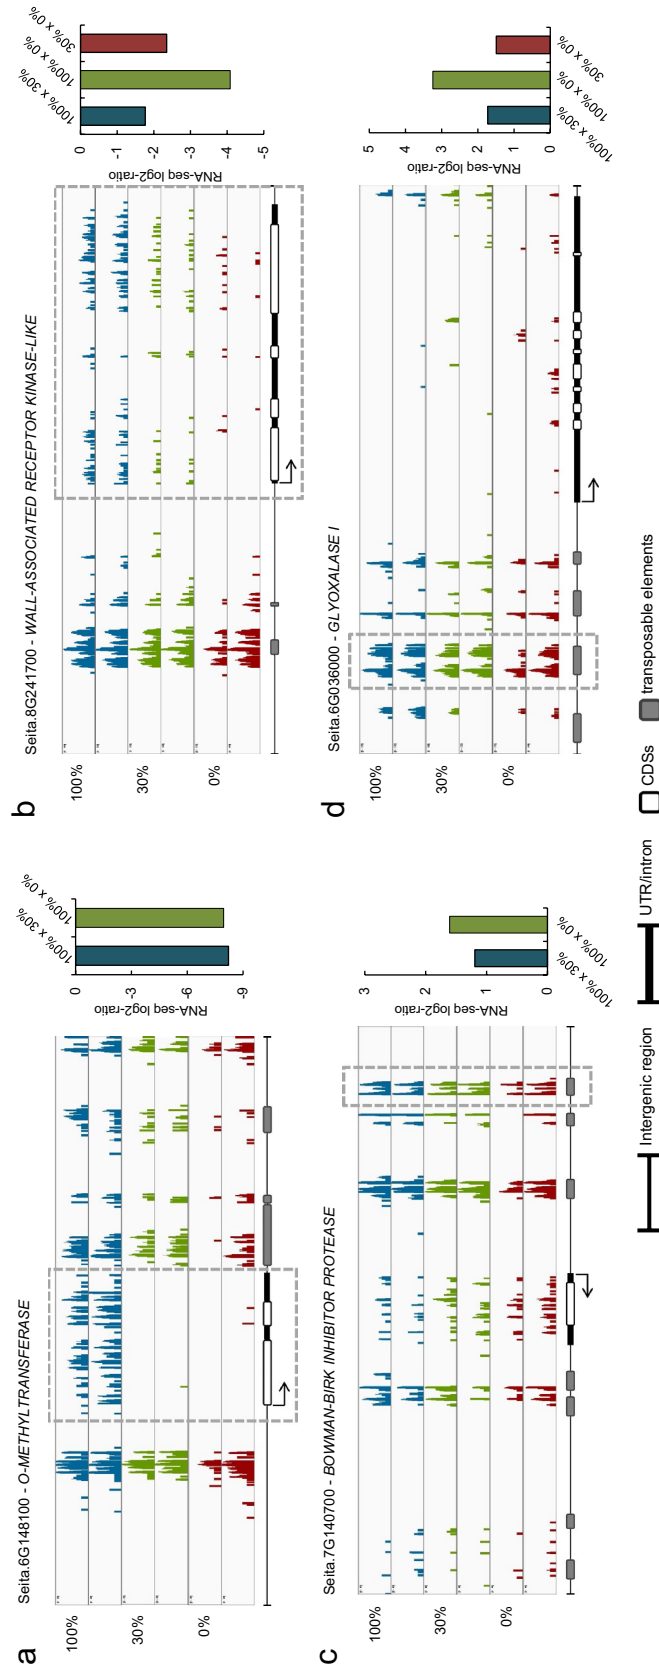 a
Seita.6G148100 - O-METHYLTRANSFERASE
100%
30%
0%
RNA-seq log2-ratio
0
-3
-6
-9
100% x 30%
100% x 0%
b
Seita.8G241700 - WALL-ASSOCIATED RECEPTOR KINASE-LIKE
100%
30%
0%
RNA-seq log2-ratio
0
-1
-2
-3
-4
-5
100% x 30%
100% x 0%
30% x 0%
c
Seita.7G140700 - BOWMAN-BIRK INHIBITOR PROTEASE
100%
30%
0%
RNA-seq log2-ratio
3
2
1
0
100% x 30%
100% x 0%
d
Seita.6G036000 - GLYOXALASE I
100%
30%
0%
RNA-seq log2-ratio
5
4
3
2
1
0
100% x 30%
100% x 0%
30% x 0%
Intergenic region
UTR/intron
CDSs
transposable elements